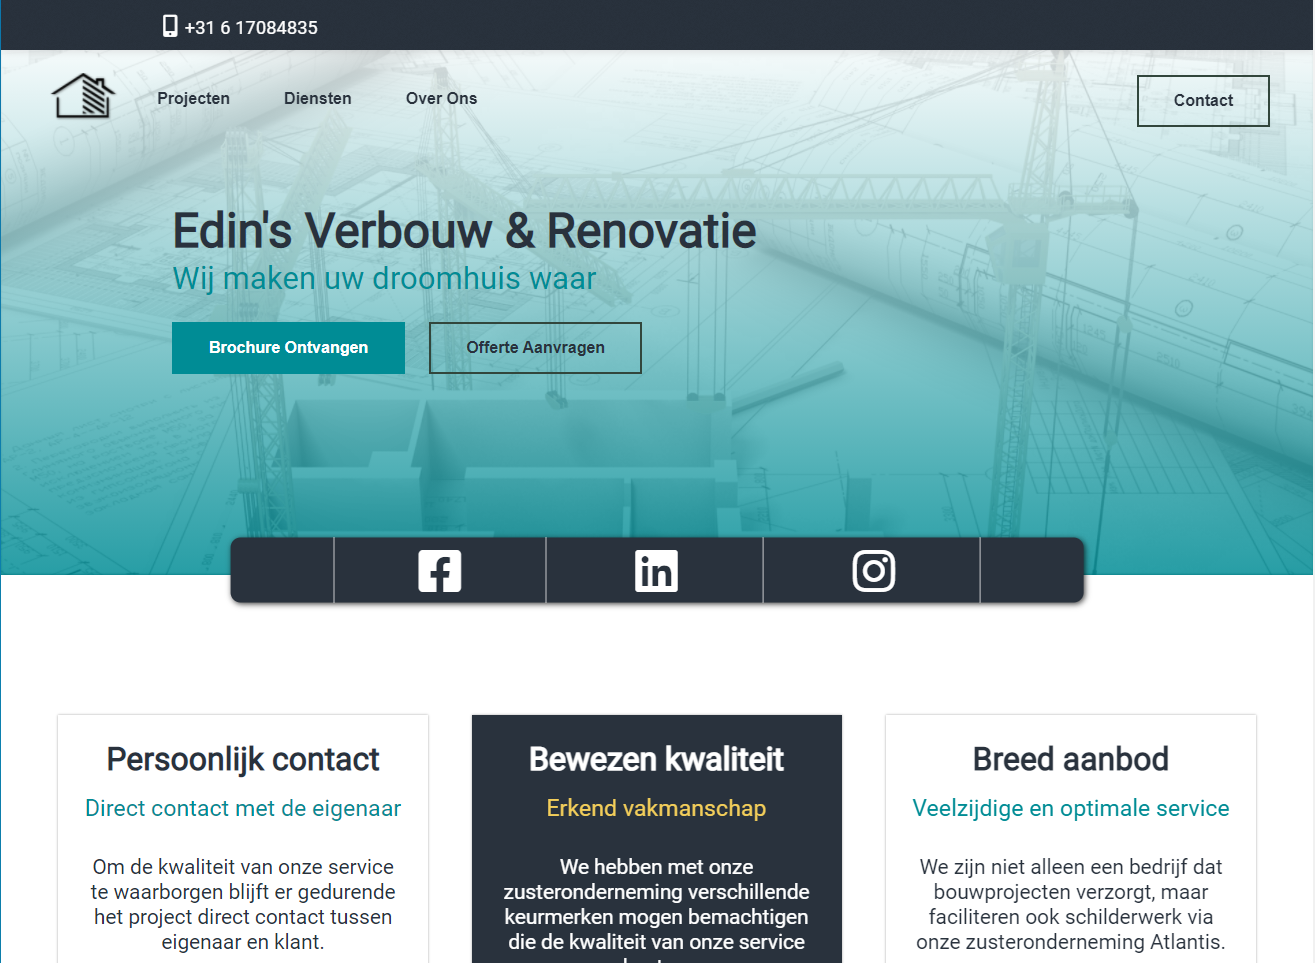 +31 6 17084835
Projecten
Diensten
Over Ons
Contact
Edin's Verbouw & Renovatie
Wij maken uw droomhuis waar
Brochure Ontvangen
Offerte Aanvragen
Persoonlijk contact
Direct contact met de eigenaar
Om de kwaliteit van onze service
te waarborgen blijft er gedurende
het project direct contact tussen
eigenaar en klant.
Bewezen kwaliteit
Erkend vakmanschap
We hebben met onze
zusteronderneming verschillende
keurmerken mogen bemachtigen
die de kwaliteit van onze service
Breed aanbod
Veelzijdige en optimale service
We zijn niet alleen een bedrijf dat
bouwprojecten verzorgt, maar
faciliteren ook schilderwerk via
onze zusteronderneming Atlantis.